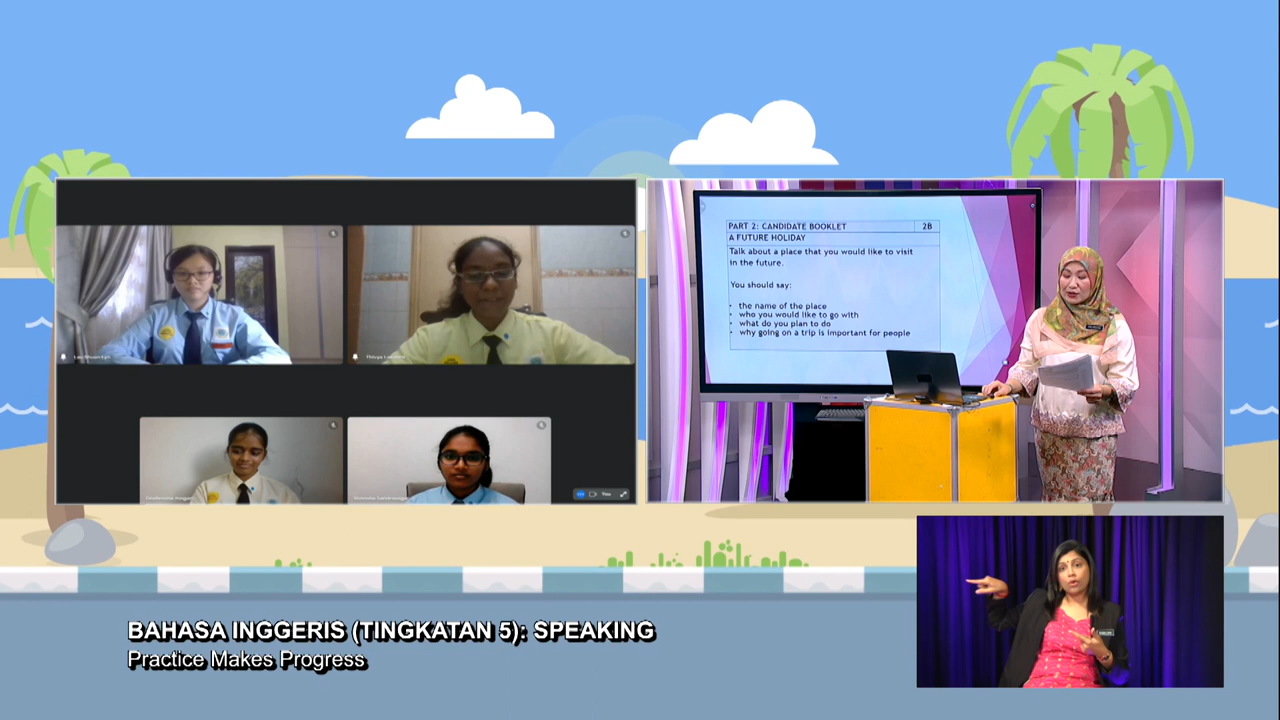 PART 2: CANDIDATE BOOKLET 2B
A FUTURE HOLIDAY
Talk about a place that you would like to visit
in the future.
You should say:
• the name of the place
• who you would like to go with
• what do you plan to do
• why going on a trip is important for people
You
BAHASA INGGERIS (TINGKATAN 5): SPEAKING
Practice Makes Progress